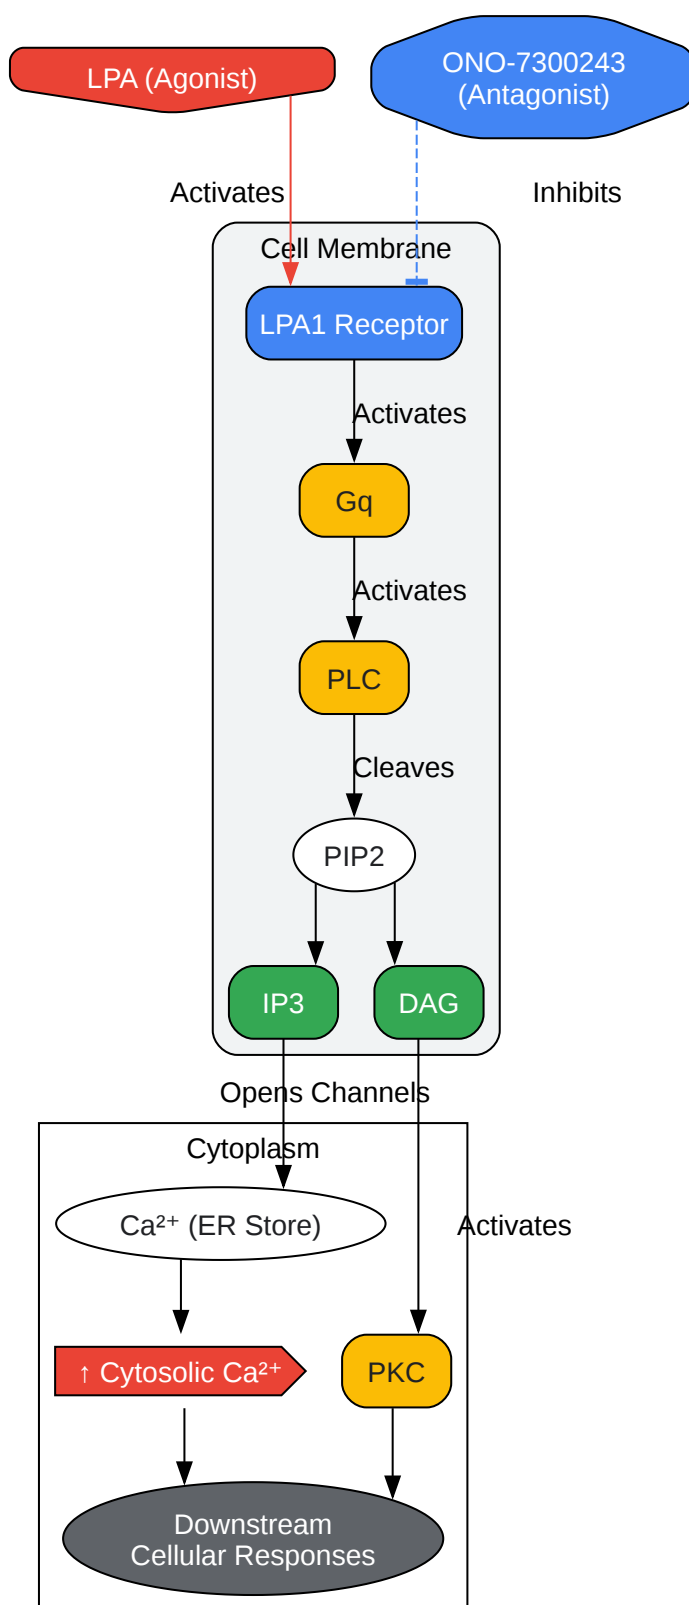 LPA (Agonist)
ONO-7300243
(Antagonist)
Activates
Inhibits
Cell Membrane
LPA1 Receptor
Activates
Gq
Activates
PLC
Cleaves
PIP2
IP3
DAG
Opens Channels
Cytoplasm
Ca²⁺ (ER Store)
Activates
↑ Cytosolic Ca²⁺
PKC
Downstream
Cellular Responses